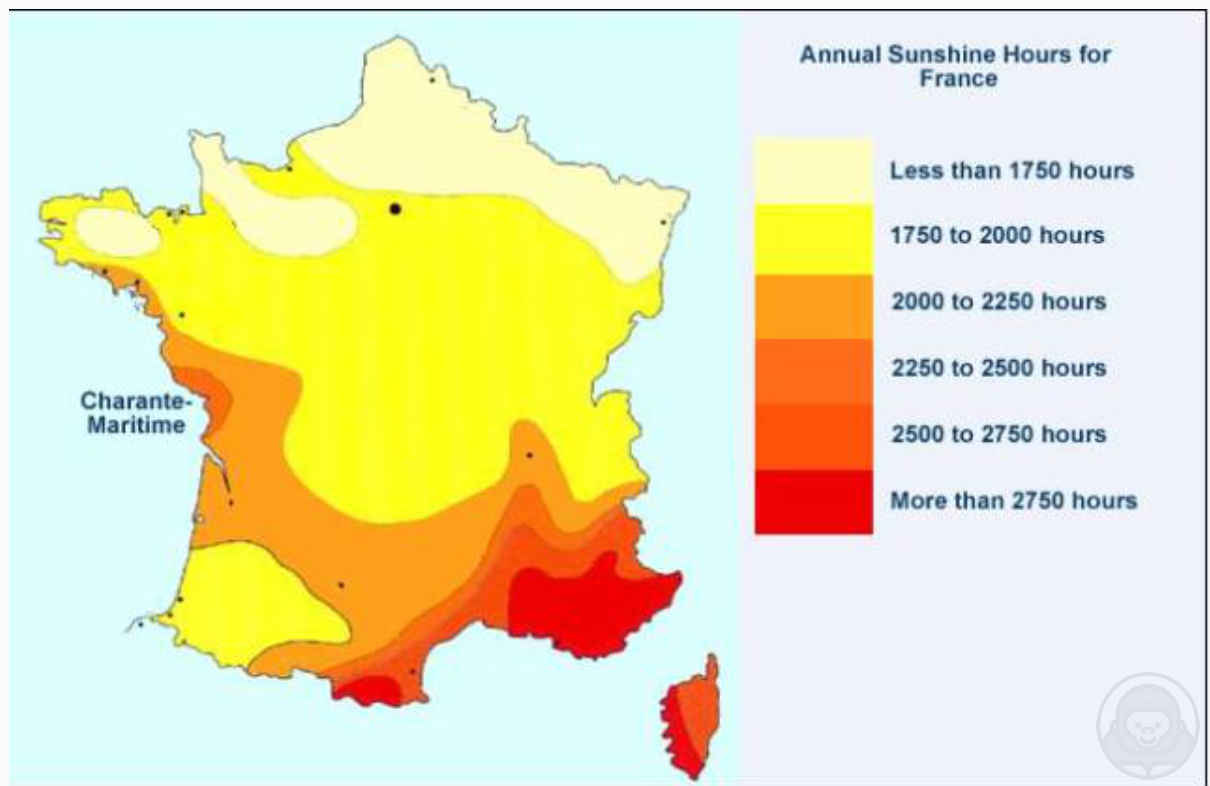 Annual Sunshine Hours for
France
Less than 1750 hours
1750 to 2000 hours
2000 to 2250 hours
2250 to 2500 hours
2500 to 2750 hours
More than 2750 hours
Charante-
Maritime